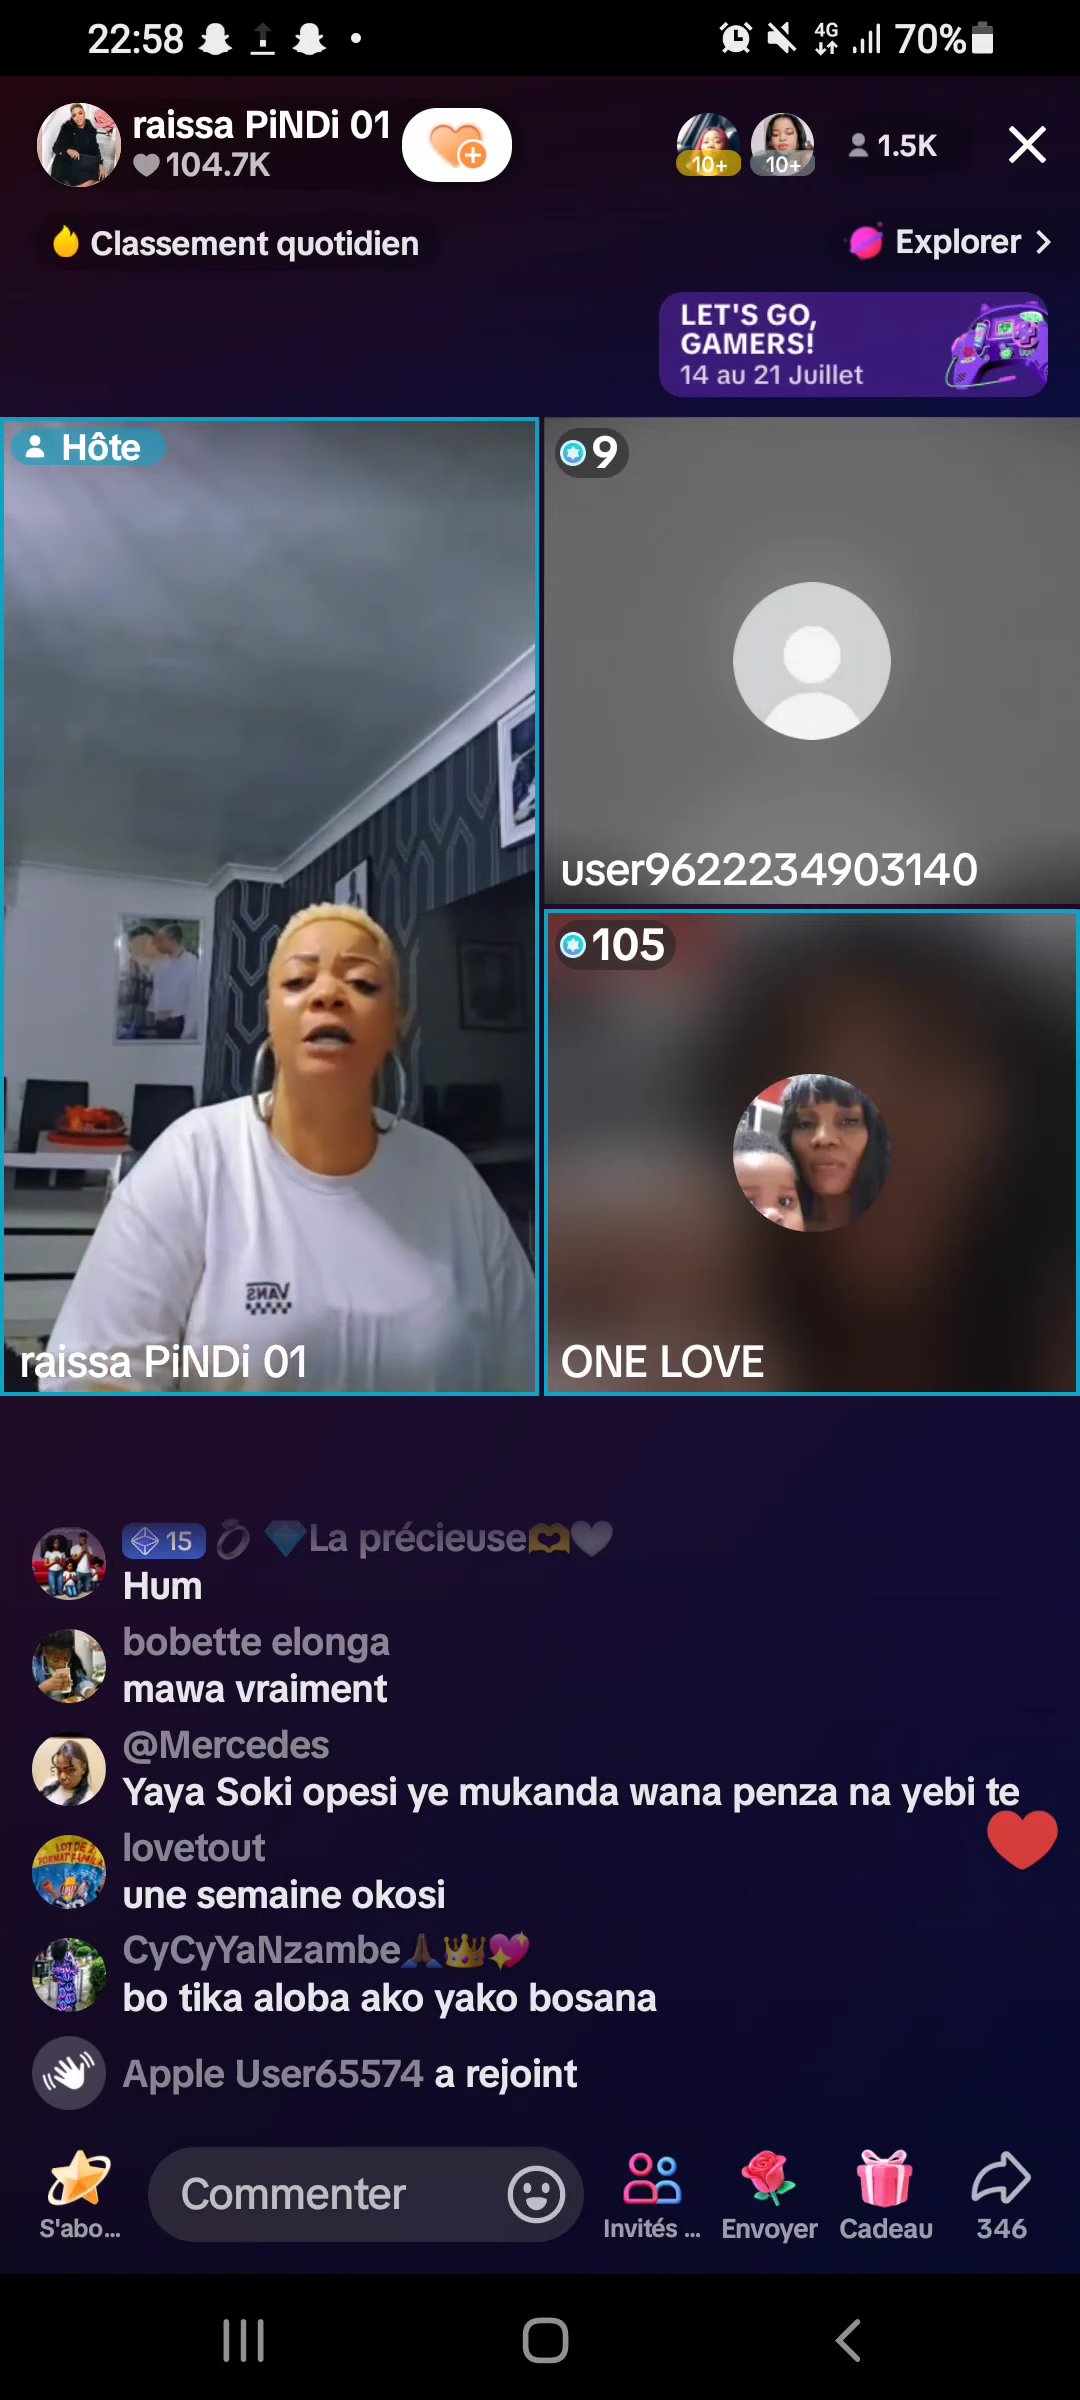 22:58
4G
70%
raissa PiNDi 01
104.7K
10+
10+
1.5K
Classement quotidien
Explorer
LET'S GO,
GAMERS!
14 au 21 Juillet
Hôte
9
user9622234903140
105
VANS
raissa PiNDi 01
ONE LOVE
15 La précieuse
Hum
bobette elonga
mawa vraiment
@Mercedes
Yaya Soki opesi ye mukanda wana penza na yebi te
lovetout
une semaine okosi
CyCyYaNzambe
bo tika aloba ako yako bosana
Apple User65574 a rejoint
Commenter
S'abo...
Invités ...
Envoyer
Cadeau
346